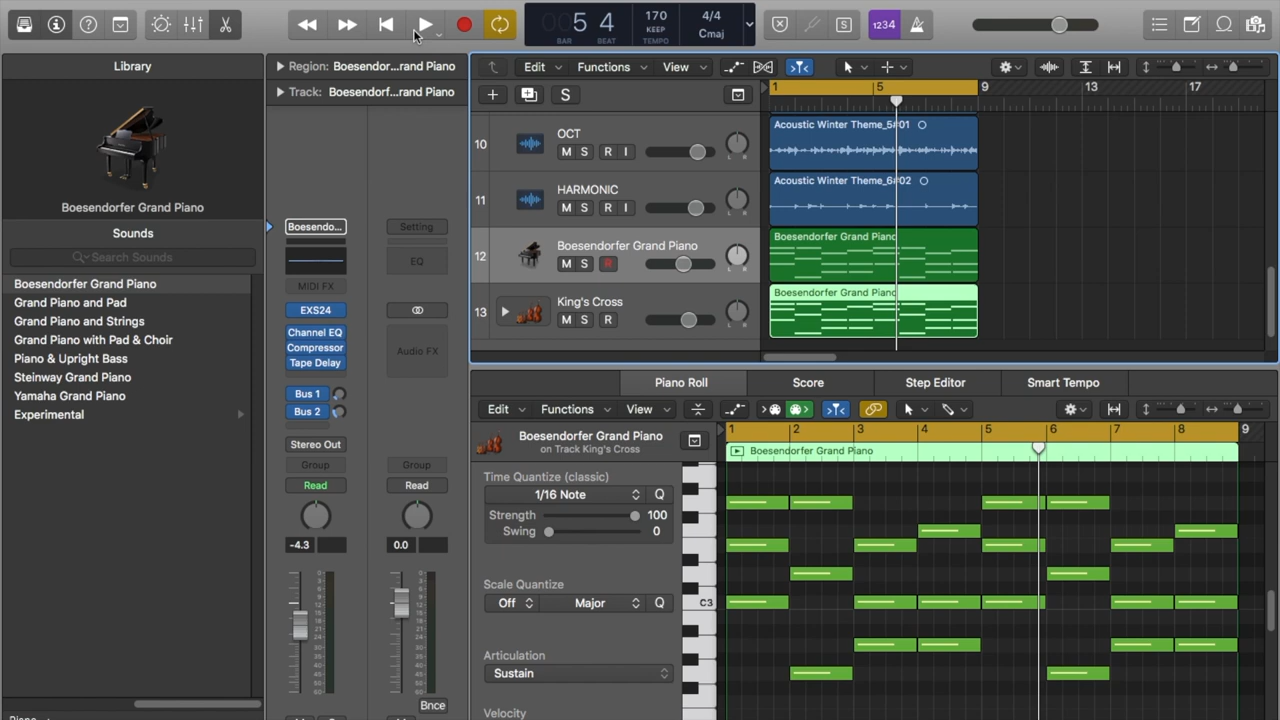 5 4
BAR BEAT
170
KEEP
TEMPO
4/4
Cmaj
1234
S
Library
Boesendorfer Grand Piano
Sounds
Search Sounds
Boesendorfer Grand Piano
Grand Piano and Pad
Grand Piano and Strings
Grand Piano with Pad & Choir
Piano & Upright Bass
Steinway Grand Piano
Yamaha Grand Piano
Experimental
Region: Boesendor...rand Piano
Track: Boesendorf...rand Piano
Boesendo...
Setting
EQ
MIDI FX
EXS24
Channel EQ
Compressor
Tape Delay
Audio FX
Bus 1
Bus 2
Stereo Out
Group Group
Read Read
-4.3 0.0
Bnce
Edit Functions View
S
1 5 9 13 17
10 OCT
M S R I
Acoustic Winter Theme_5#01
11 HARMONIC
M S R I
Acoustic Winter Theme_6#02
12 Boesendorfer Grand Piano
M S R
Boesendorfer Grand Piano
13 King's Cross
M S R
Boesendorfer Grand Piano
Piano Roll Score Step Editor Smart Tempo
Edit Functions View
Boesendorfer Grand Piano
on Track King's Cross
1 2 3 4 5 6 7 8 9
Boesendorfer Grand Piano
Time Quantize (classic)
1/16 Note Q
Strength 100
Swing 0
Scale Quantize
Off Major Q
C3
Articulation
Sustain
Velocity